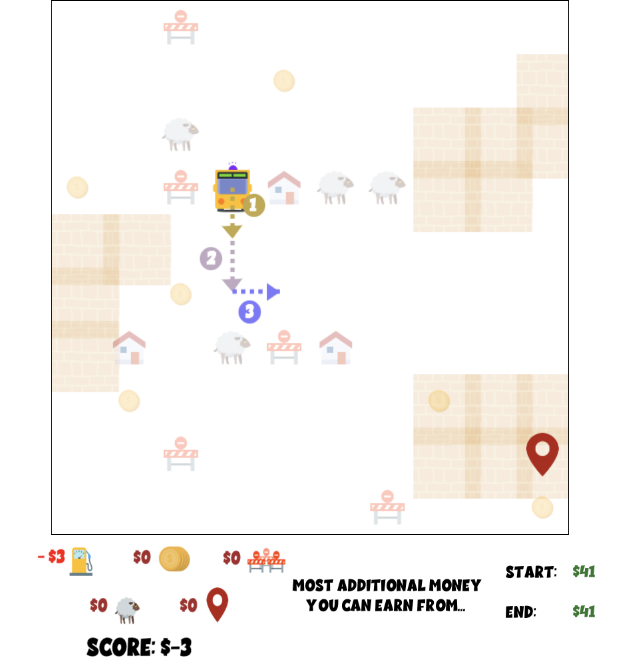 1
2
3
- $3 $0 $0
$0 $0
SCORE: $-3
MOST ADDITIONAL MONEY
YOU CAN EARN FROM...
START: $41
END: $41